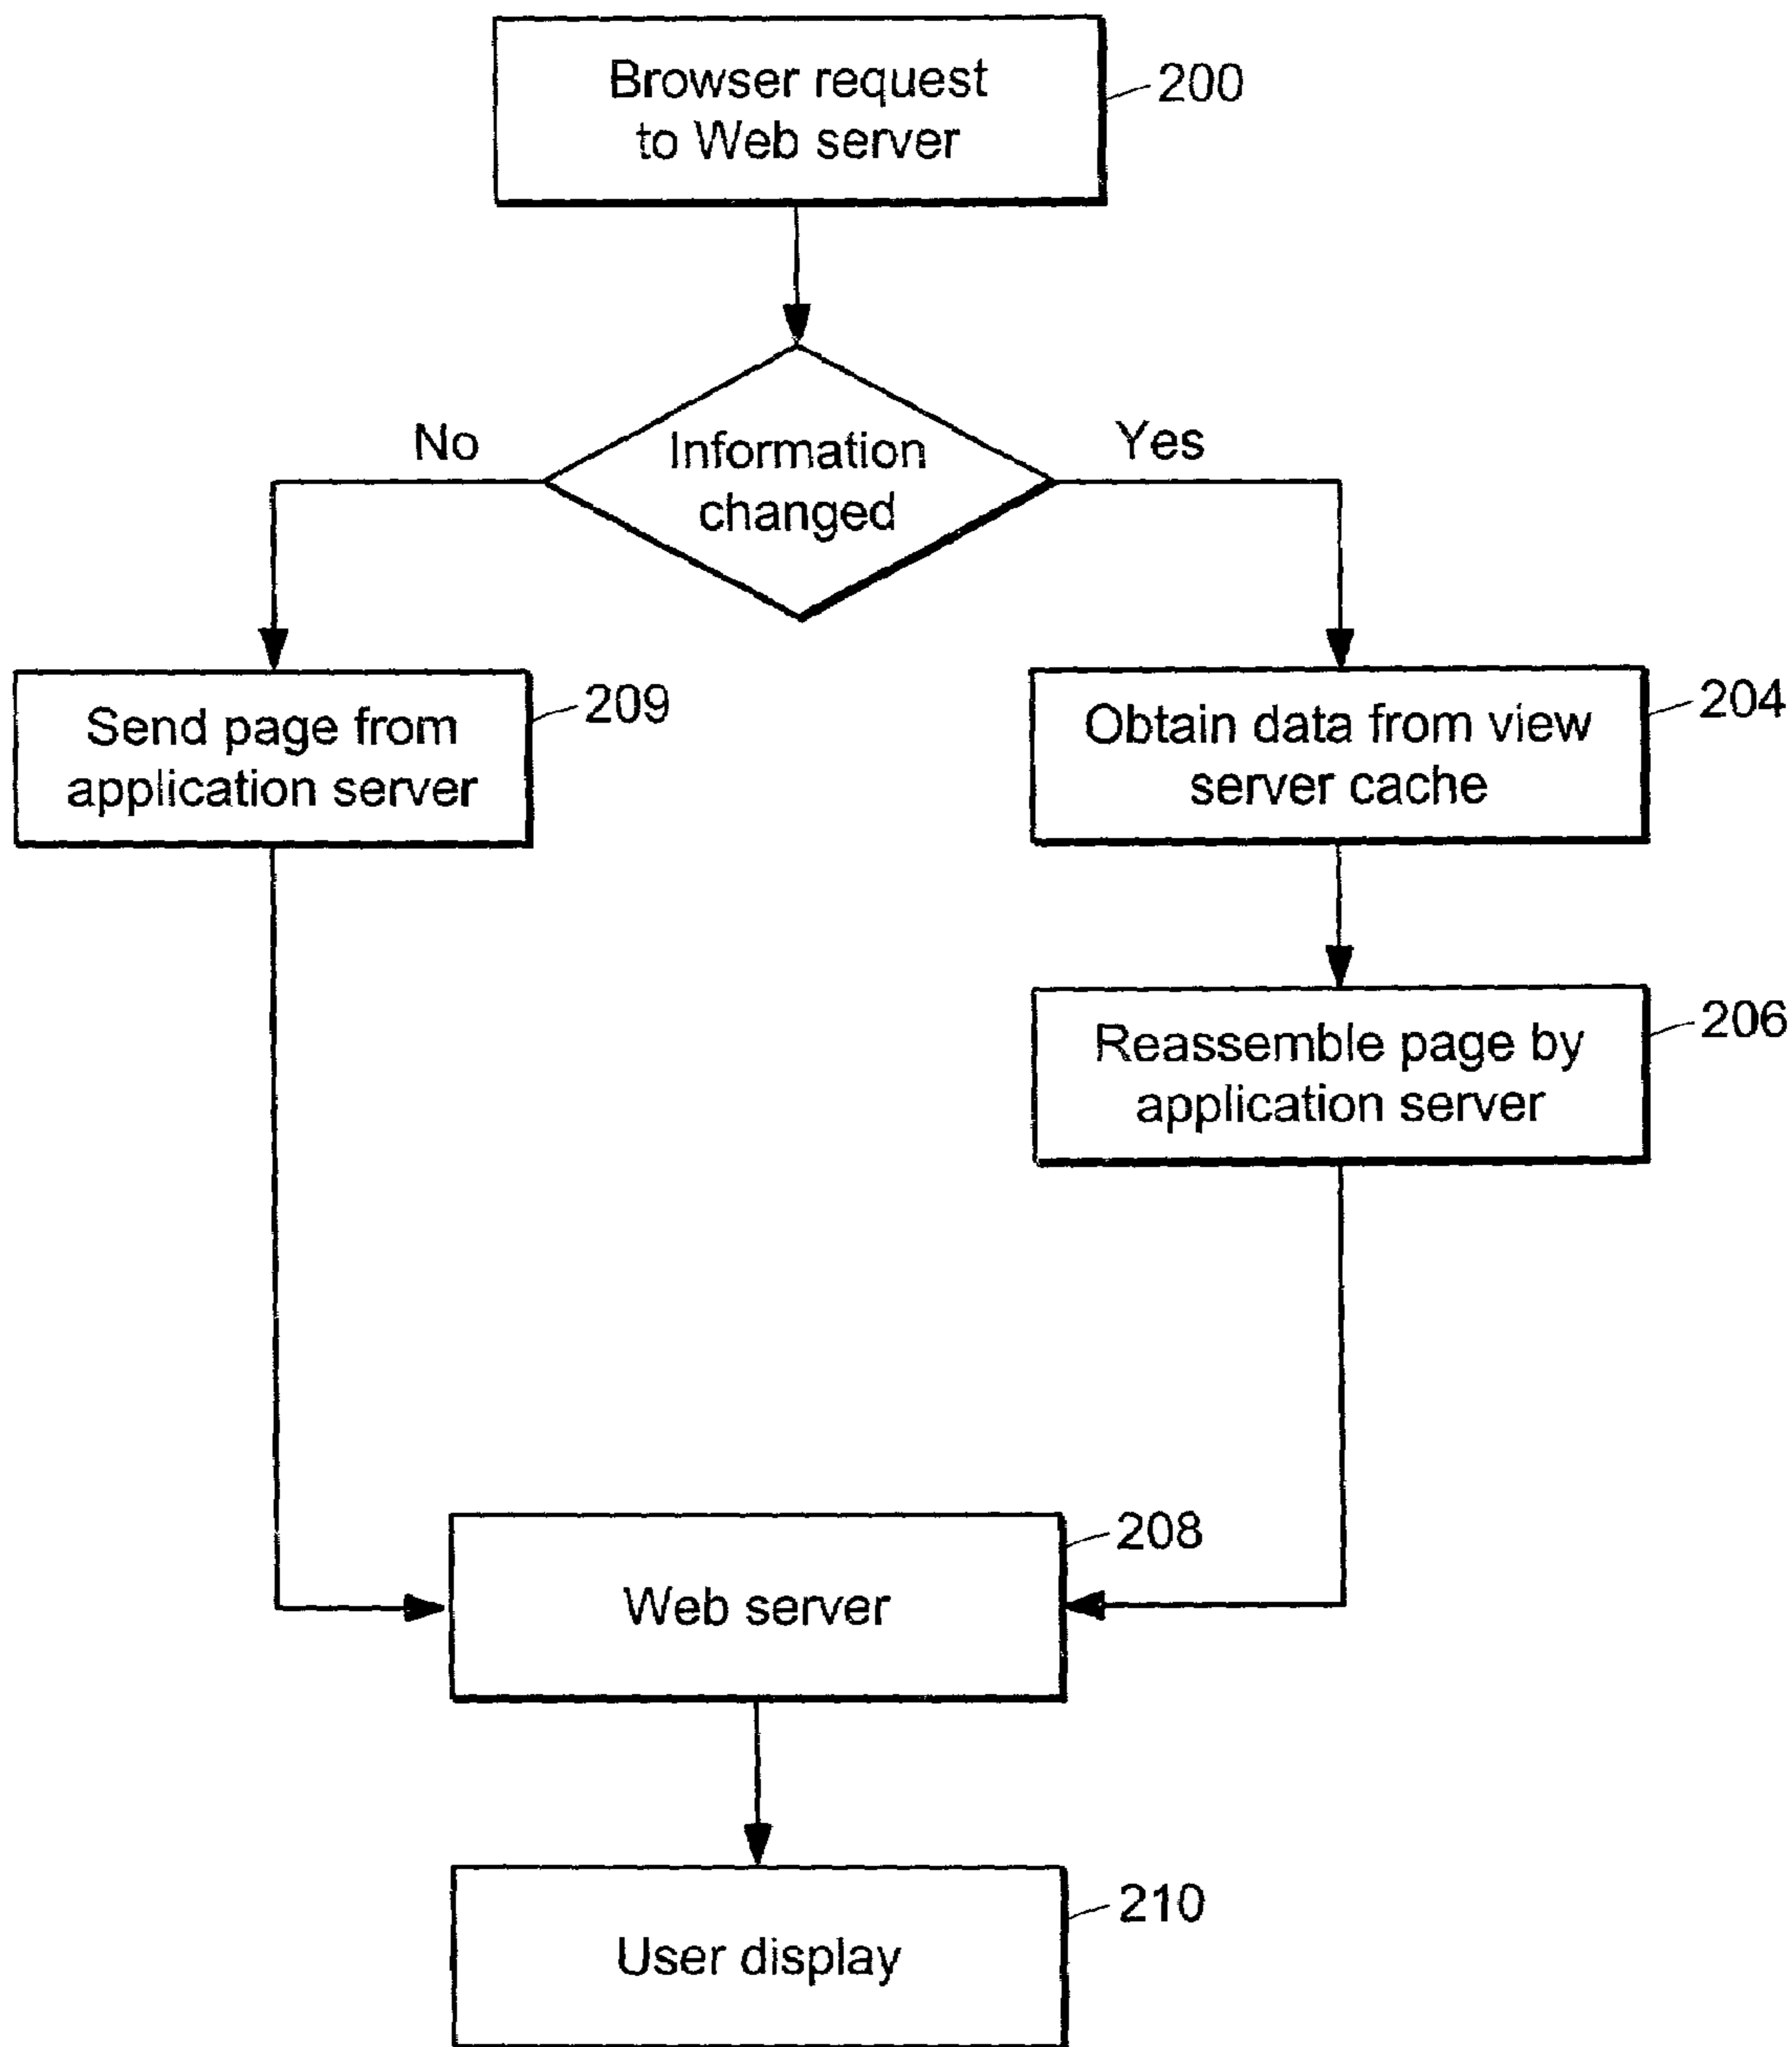 Browser request
to Web server
200
Information
changed
No
Yes
Send page from
application server
209
Obtain data from view
server cache
204
Reassemble page by
application server
206
Web server
208
User display
210